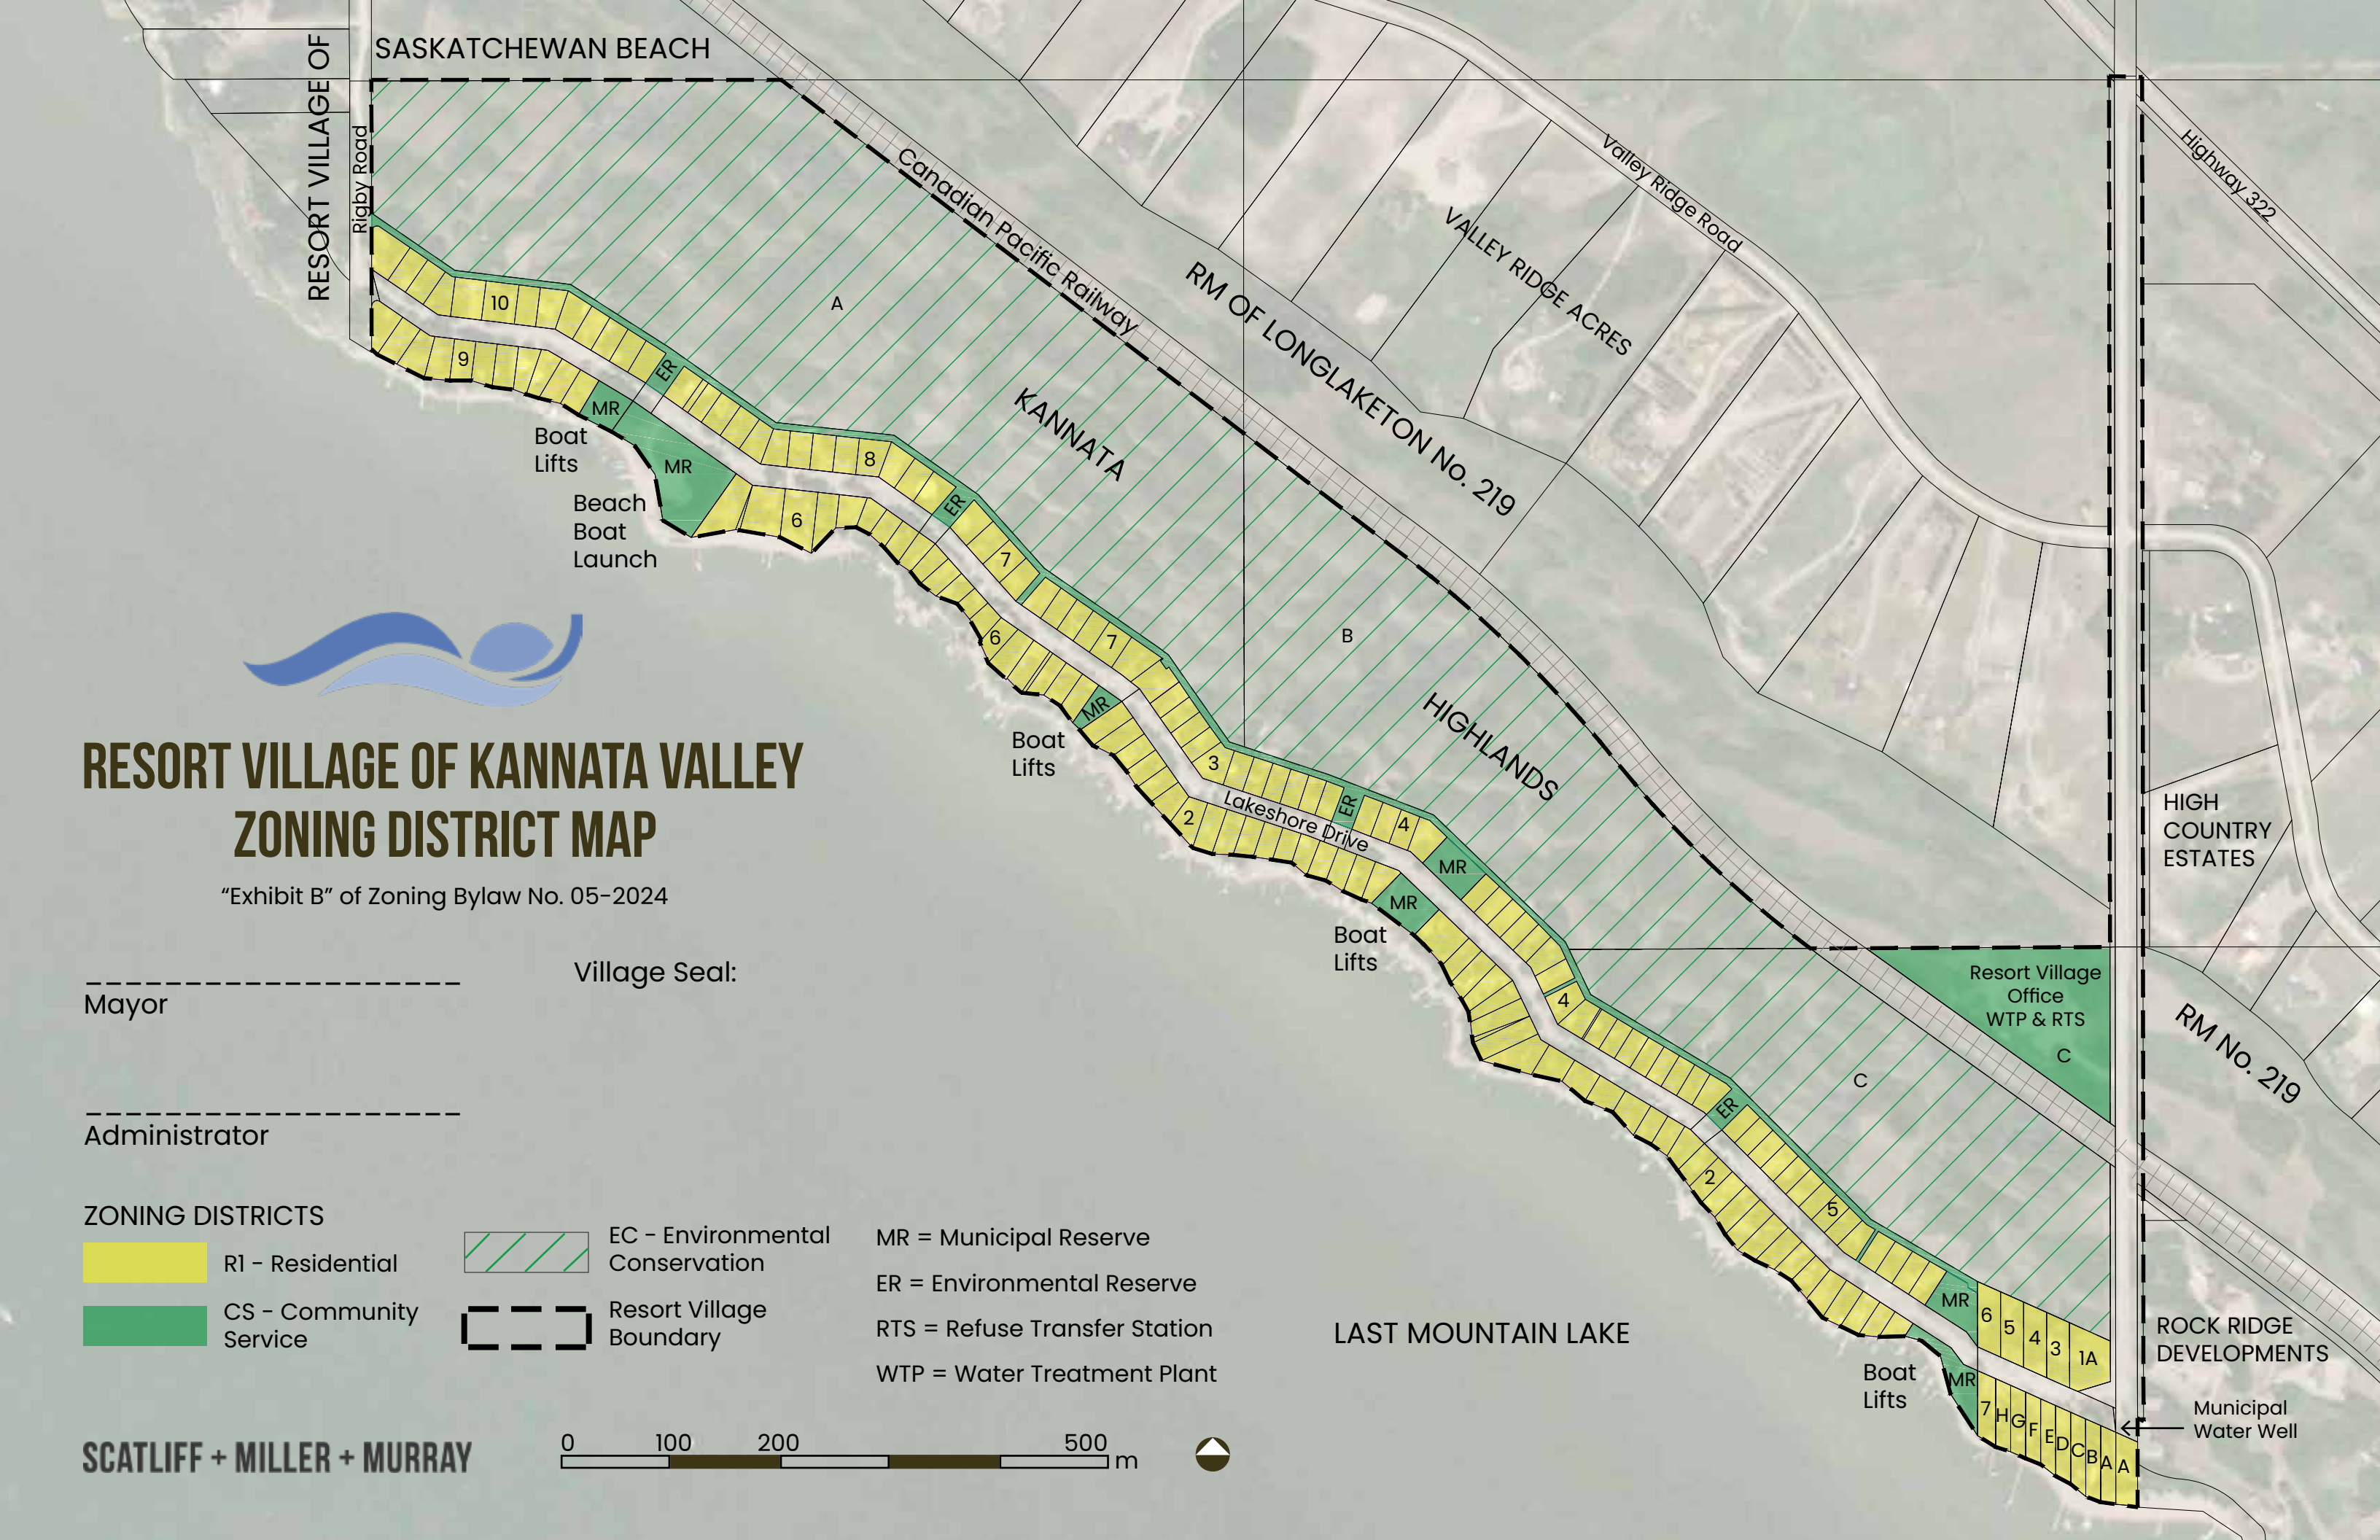 SASKATCHEWAN BEACH
RESORT VILLAGE OF
Rigby Road
Canadian Pacific Railway
Valley Ridge Road
Highway 322
VALLEY RIDGE ACRES
RM OF LONGLAKETON No. 219
A
KANNATA
B
HIGHLANDS
10
9
ER
MR
Boat
Lifts
MR
Beach
Boat
Launch
8
6
ER
7
7
6
MR
Boat
Lifts
3
2
Lakeshore Drive
ER
4
MR
MR
Boat
Lifts
4
HIGH
COUNTRY
ESTATES
Resort Village
Office
WTP & RTS
C
RM No. 219
C
ER
2
5
MR
6
5
4
3
1A
ROCK RIDGE
DEVELOPMENTS
Boat
Lifts
MR
7
H
G
F
E
D
C
B
A
A
Municipal
Water Well
LAST MOUNTAIN LAKE
RESORT VILLAGE OF KANNATA VALLEY
ZONING DISTRICT MAP
“Exhibit B” of Zoning Bylaw No. 05-2024
Village Seal:
Mayor
Administrator
ZONING DISTRICTS
R1 - Residential
CS - Community
Service
EC - Environmental
Conservation
Resort Village
Boundary
MR = Municipal Reserve
ER = Environmental Reserve
RTS = Refuse Transfer Station
WTP = Water Treatment Plant
SCATLIFF + MILLER + MURRAY
0 100 200 500 m